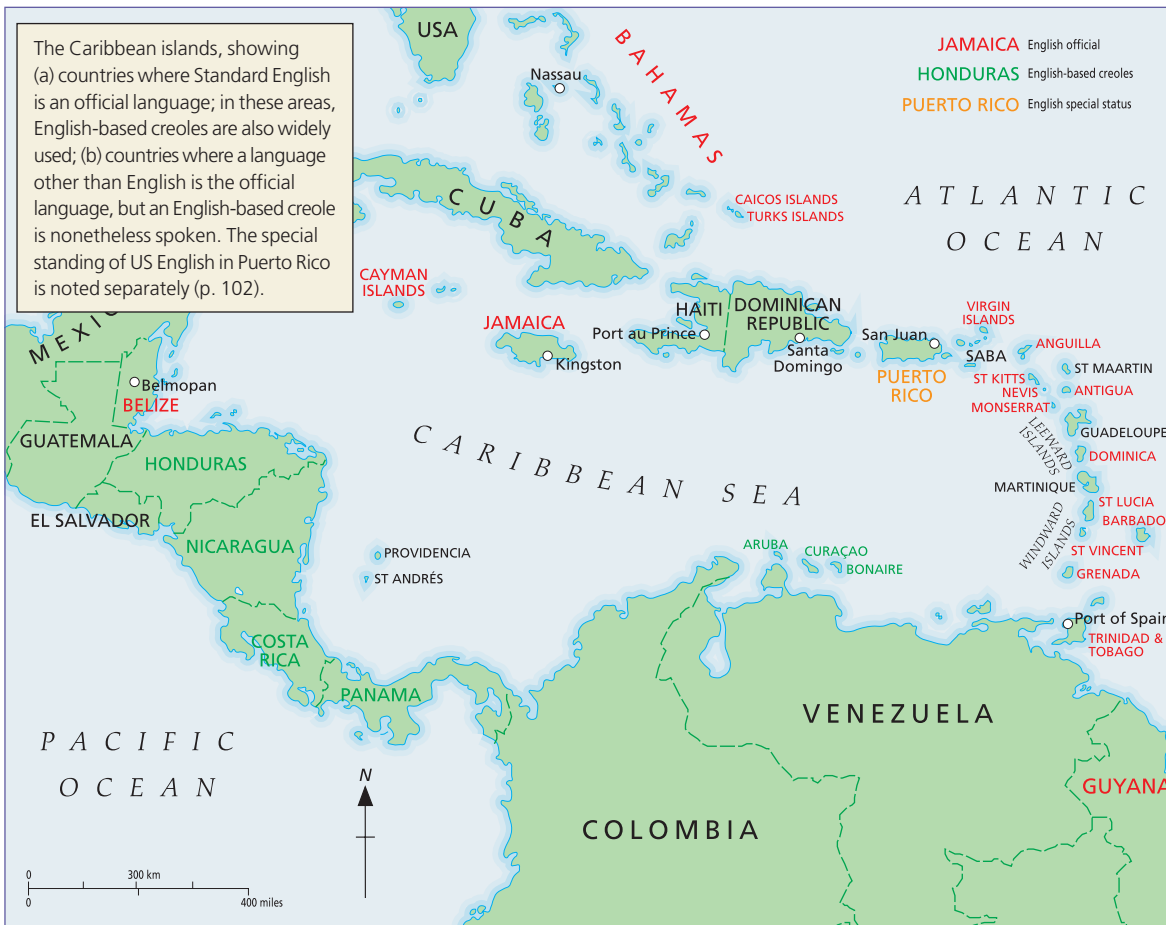 The Caribbean islands, showing
(a) countries where Standard English
is an official language; in these areas,
English-based creoles are also widely
used; (b) countries where a language
other than English is the official
language, but an English-based creole
is nonetheless spoken. The special
standing of US English in Puerto Rico
is noted separately (p. 102).
JAMAICA English official
HONDURAS English-based creoles
PUERTO RICO English special status
USA
BAHAMAS
Nassau
ATLANTIC
OCEAN
CUBA
CAICOS ISLANDS
TURKS ISLANDS
CAYMAN
ISLANDS
JAMAICA
Kingston
HAITI
Port au Prince
DOMINICAN
REPUBLIC
Santa
Domingo
San Juan
PUERTO
RICO
VIRGIN
ISLANDS
SABA
ANGUILLA
ST MAARTIN
ST KITTS
NEVIS
ANTIGUA
MONSERRAT
LEEWARD
ISLANDS
GUADELOUPE
DOMINICA
MARTINIQUE
WINDWARD
ISLANDS
ST LUCIA
BARBADO
ST VINCENT
GRENADA
Port of Spain
TRINIDAD &
TOBAGO
MEXIC
Belmopan
BELIZE
GUATEMALA
HONDURAS
EL SALVADOR
NICARAGUA
CARIBBEAN SEA
PROVIDENCIA
ST ANDRÉS
ARUBA
CURAÇAO
BONAIRE
COSTA
RICA
PANAMA
VENEZUELA
GUYANA
COLOMBIA
PACIFIC
OCEAN
N
0 300 km
0 400 miles